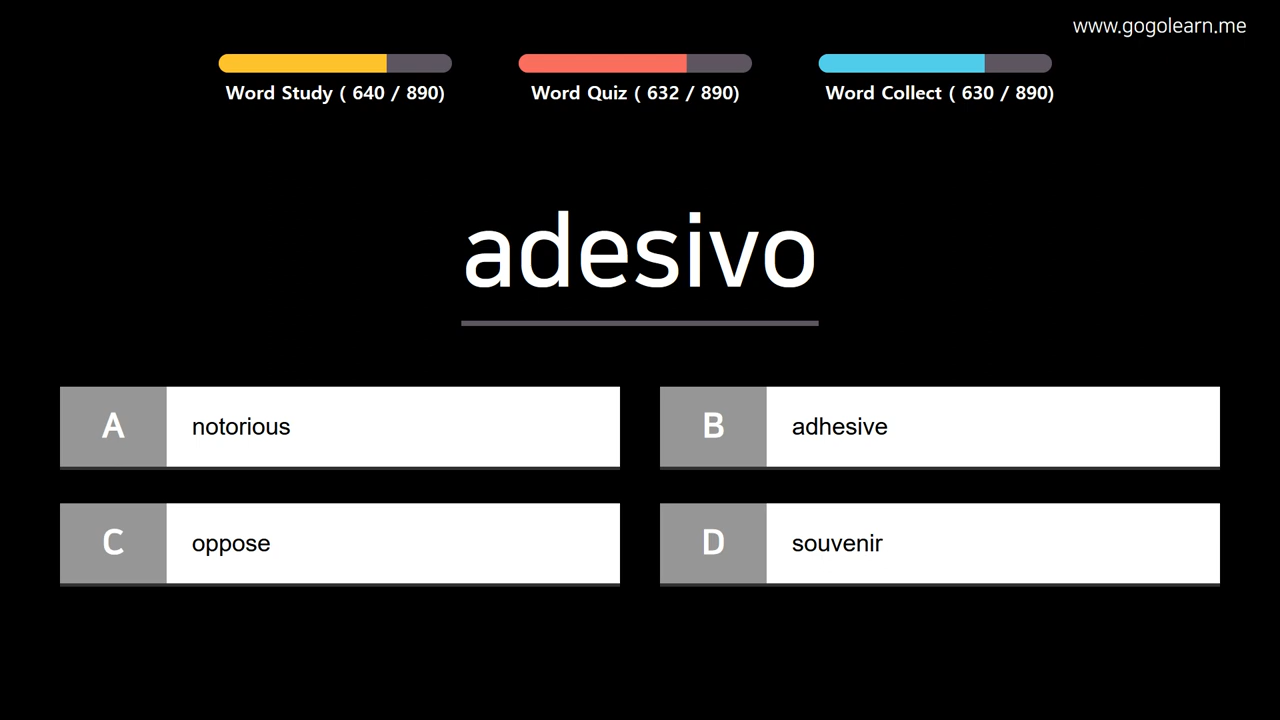 www.gogolearn.me
Word Study ( 640 / 890)
Word Quiz ( 632 / 890)
Word Collect ( 630 / 890)
adesivo
A notorious
B adhesive
C oppose
D souvenir